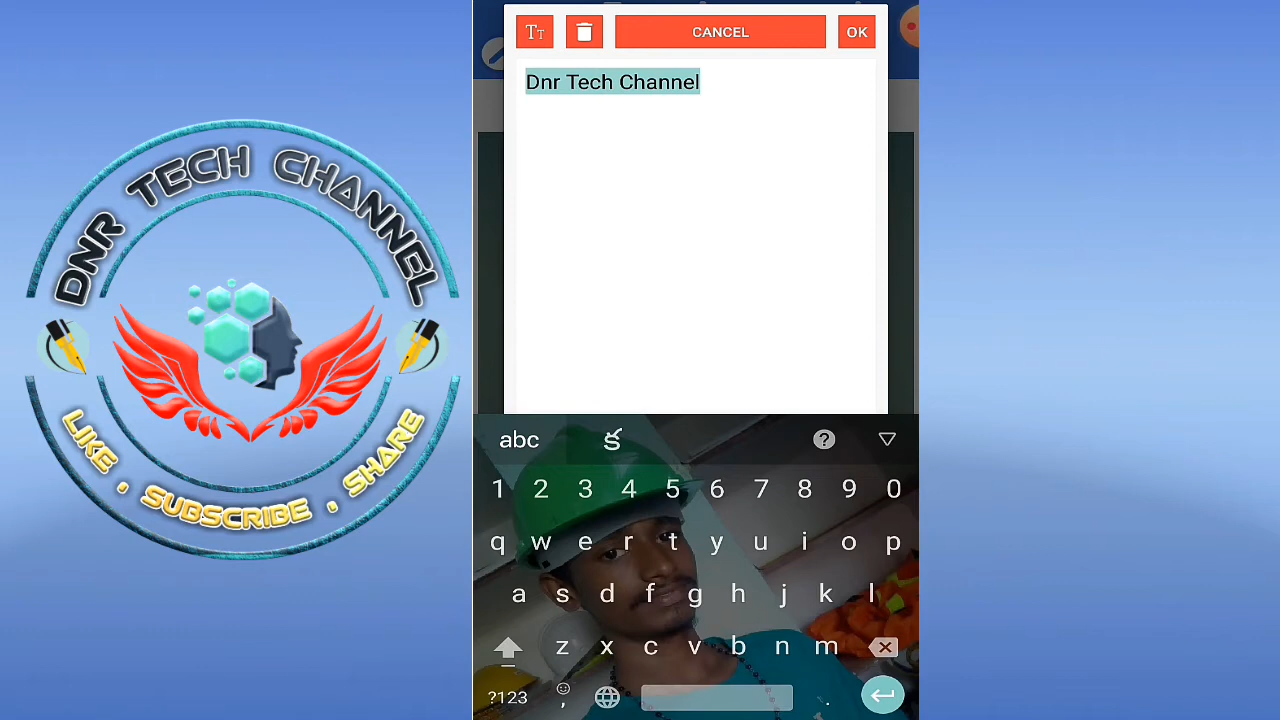 DNR TECH CHANNEL
LIKE , SUBSCRIBE , SHARE
TT
CANCEL
OK
Dnr Tech Channel
abc క ?
1 2 3 4 5 6 7 8 9 0
q w e r t y u i o p
a s d f g h j k l
z x c v b n m
?123 , .